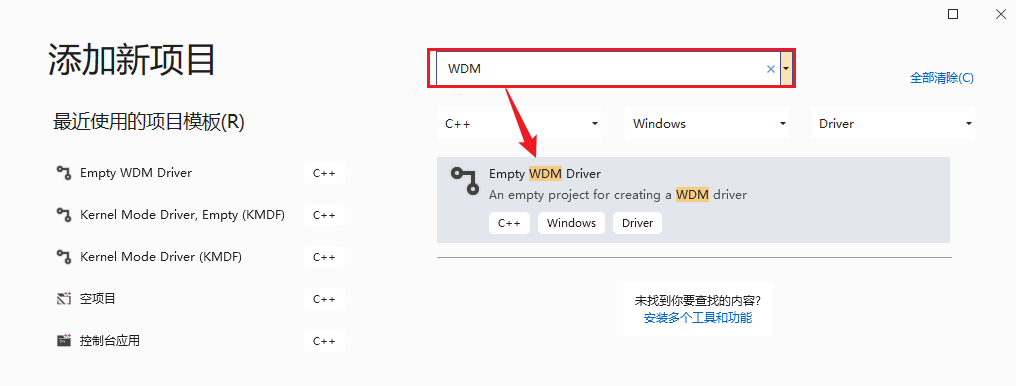 添加新项目
最近使用的项目模板(R)
Empty WDM Driver C++
Kernel Mode Driver, Empty (KMDF) C++
Kernel Mode Driver (KMDF) C++
空项目 C++
控制台应用 C++
WDM
全部清除(C)
C++ Windows Driver
Empty WDM Driver
An empty project for creating a WDM driver
C++ Windows Driver
未找到你要查找的内容?
安装多个工具和功能